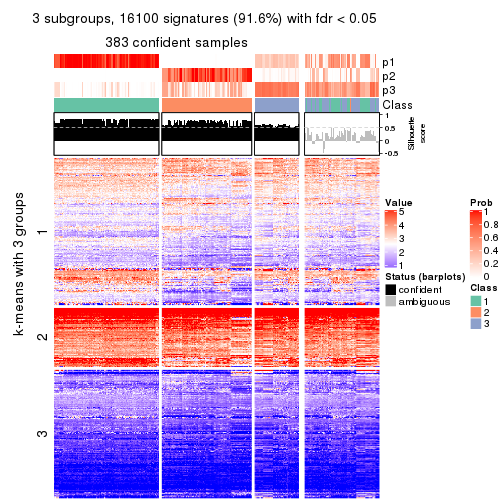 3 subgroups, 16100 signatures (91.6%) with fdr < 0.05
383 confident samples
p1
p2
p3
Class
1
0.5
0
-0.5
Silhouette
score
k-means with 3 groups
1
2
3
Value
5
4
3
2
1
Status (barplots)
confident
ambiguous
Prob
1
0.8
0.6
0.4
0.2
0
Class
1
2
3